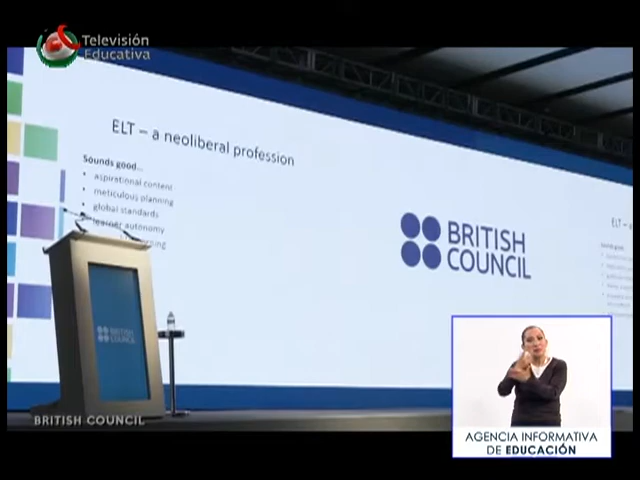 Televisión
Educativa
ELT – a neoliberal profession
Sounds good...
• aspirational content
• meticulous planning
• global standards
• learner autonomy
BRITISH
COUNCIL
ELT – a
BRITISH
COUNCIL
BRITISH COUNCIL
AGENCIA INFORMATIVA
DE EDUCACIÓN